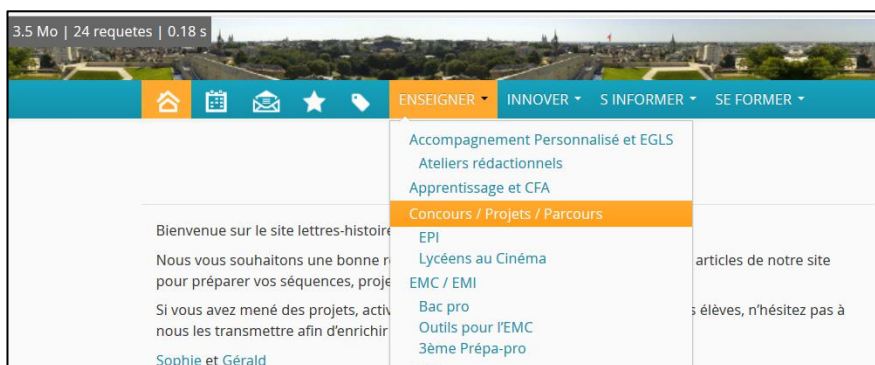 3.5 Mo | 24 requetes | 0.18 s
ENSEIGNER INNOVER S INFORMER SE FORMER
Accompagnement Personnalisé et EGLS
Ateliers rédactionnels
Apprentissage et CFA
Concours / Projets / Parcours
EPI
Lycéens au Cinéma
EMC / EMI
Bac pro
Outils pour l'EMC
3ème Prépa-pro
Bienvenue sur le site lettres-histoire
Nous vous souhaitons une bonne articles de notre site
pour préparer vos séquences,
Si vous avez mené des projets, élèves, n'hésitez pas à
nous les transmettre afin d'enrichir
Sophie et Gérald